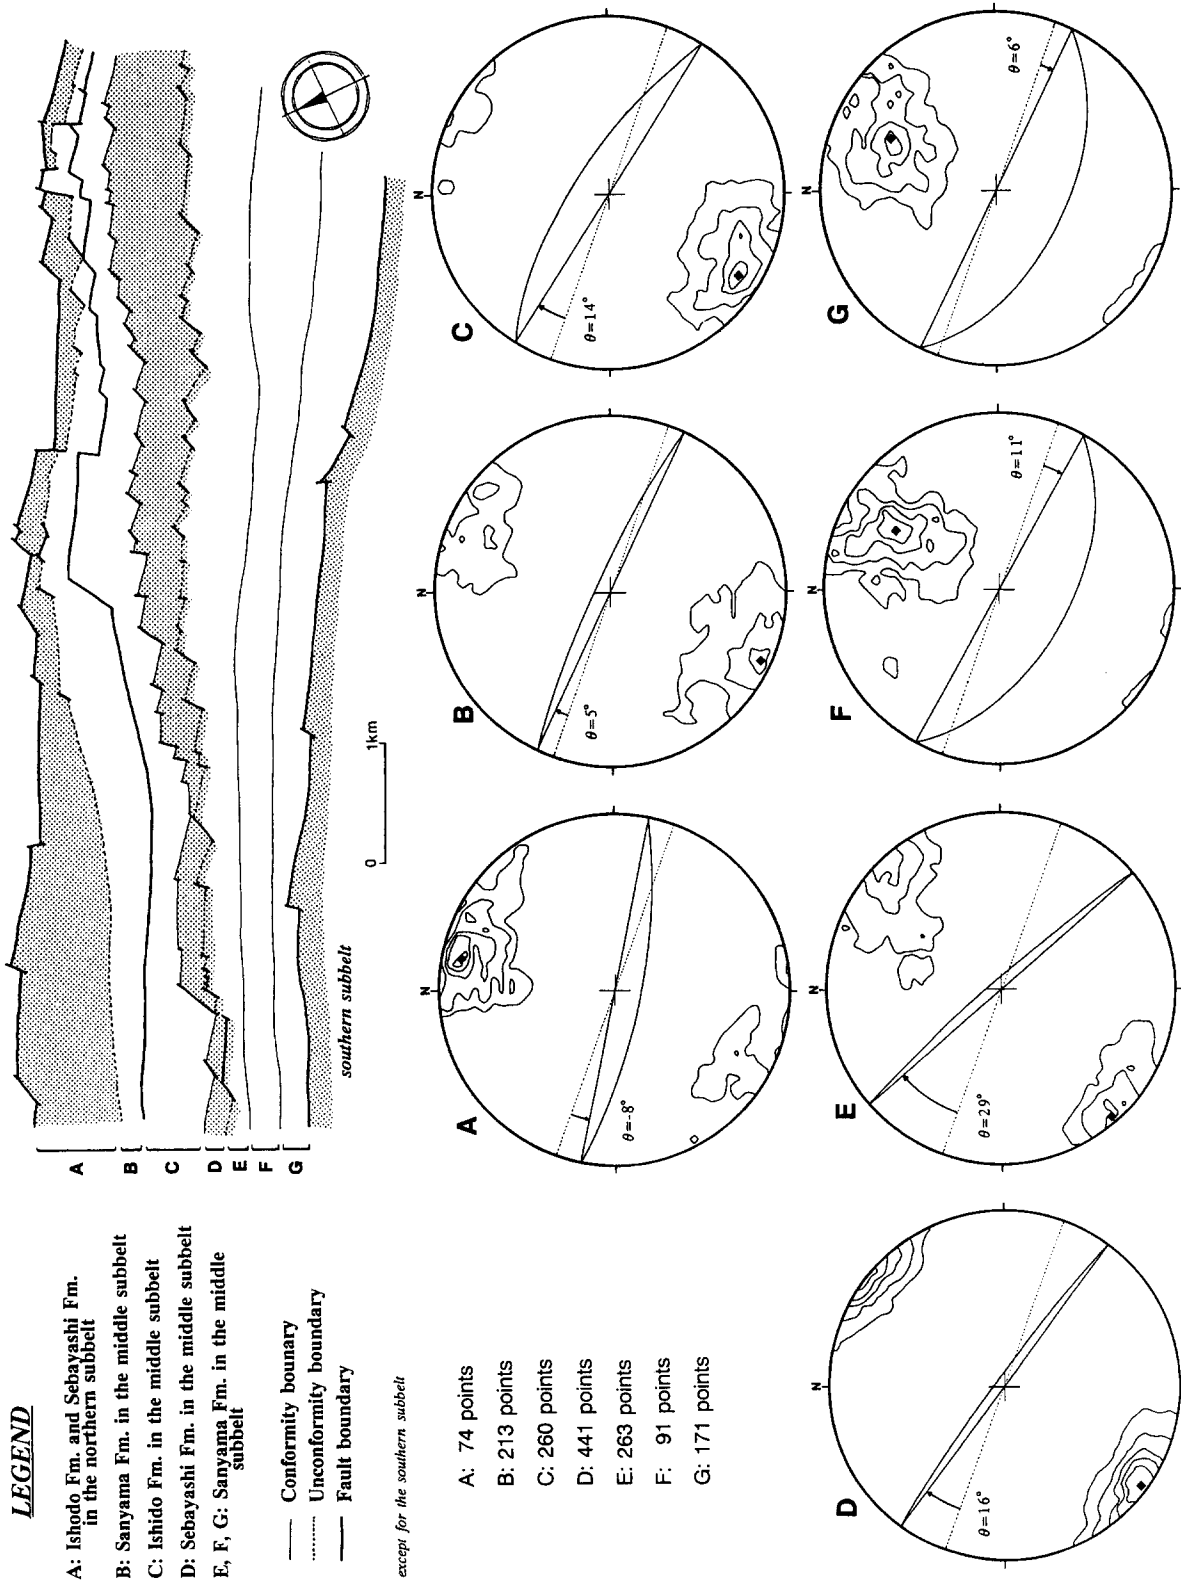 LEGEND
A: Ishodo Fm. and Sebayashi Fm.
in the northern subbelt
B: Sanyama Fm. in the middle subbelt
C: Ishido Fm. in the middle subbelt
D: Sebayashi Fm. in the middle subbelt
E, F, G: Sanyama Fm. in the middle
subbelt
Conformity bounary
Unconformity boundary
Fault boundary
except for the southern subbelt
A: 74 points
B: 213 points
C: 260 points
D: 441 points
E: 263 points
F: 91 points
G: 171 points
A
B
C
D
E
F
G
southern subbelt
0 1km
A
N
θ=-8°
B
N
θ=5°
C
N
θ=14°
D
N
θ=16°
E
N
θ=29°
F
N
θ=11°
G
N
θ=6°